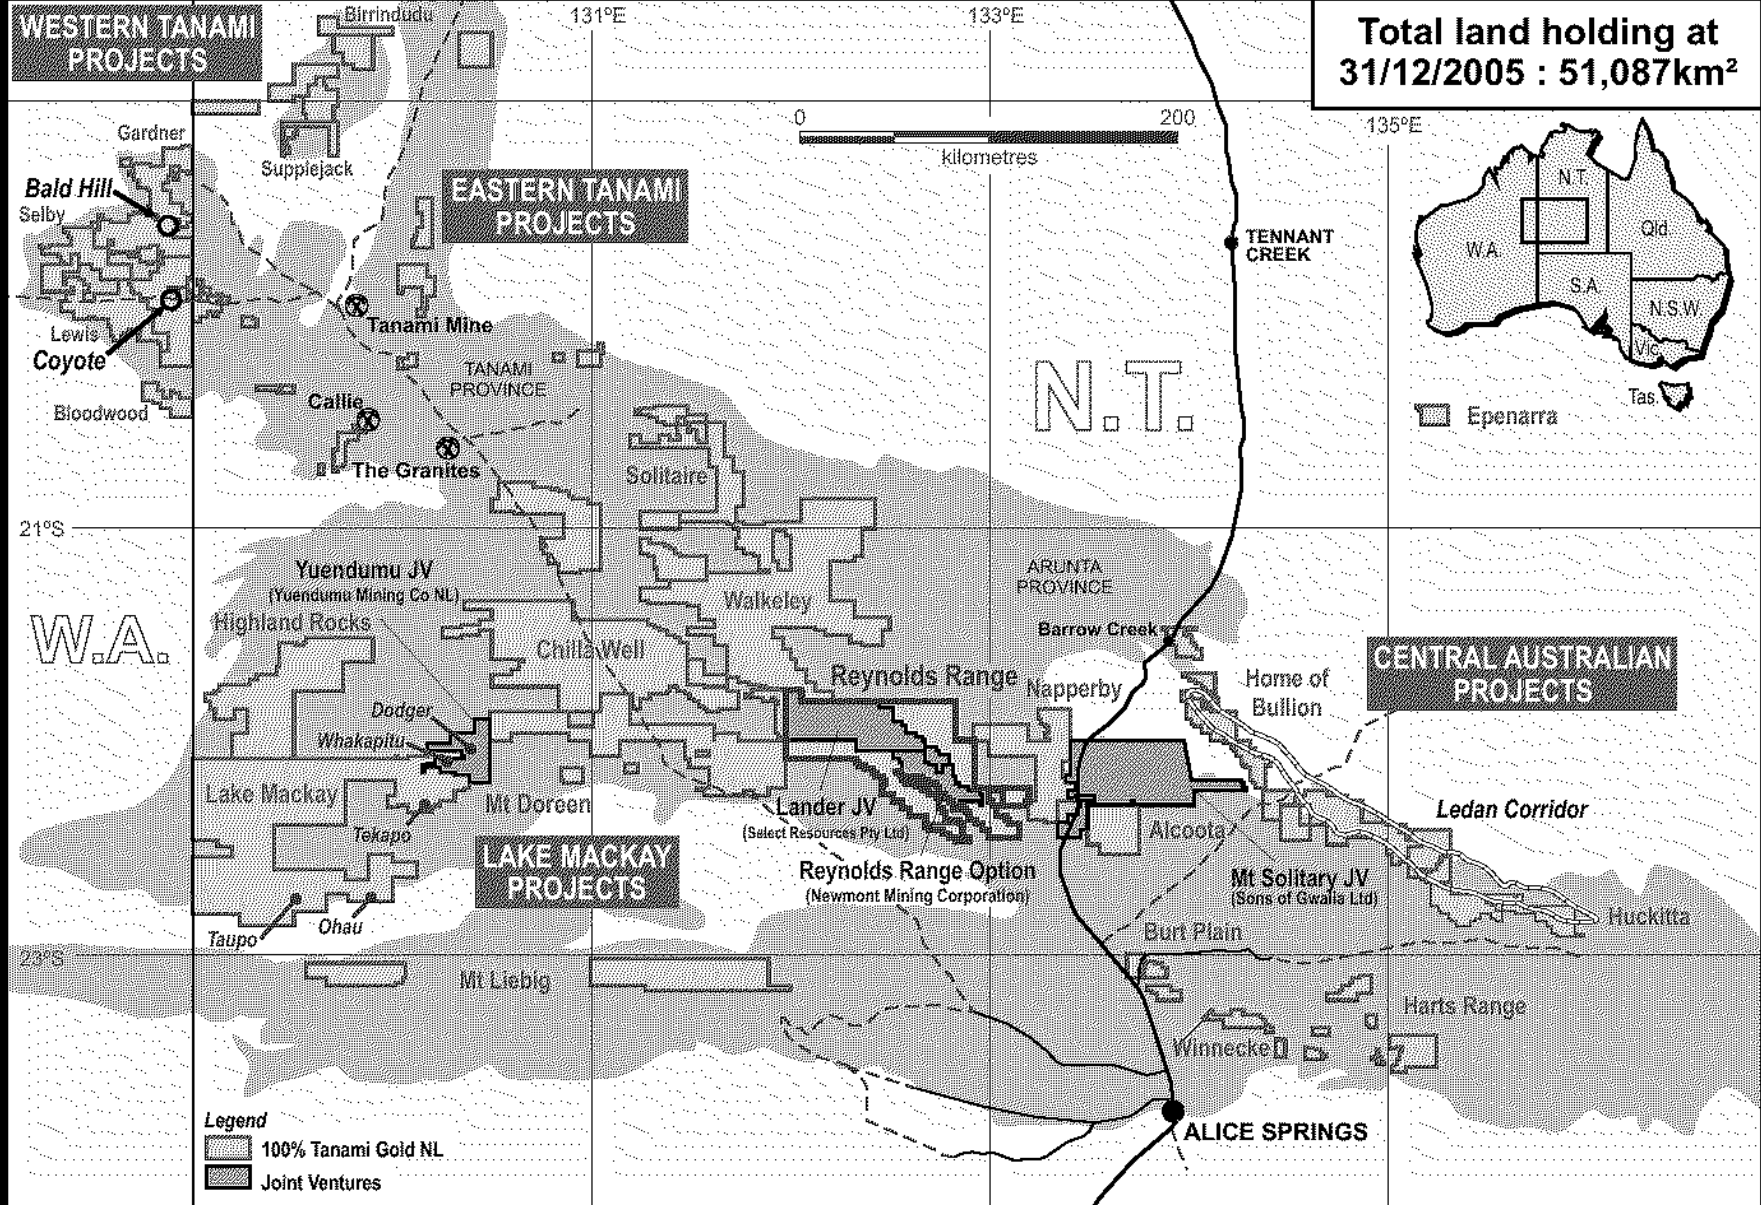 WESTERN TANAMI
PROJECTS
Birrindudu
131ºE
133ºE
Total land holding at
31/12/2005 : 51,087km²
0
200
kilometres
135ºE
Gardner
Supplejack
Bald Hill
Selby
EASTERN TANAMI
PROJECTS
N.T.
W.A.
Qld.
S.A.
N.S.W
Vic
Tas.
TENNANT
CREEK
Tanami Mine
Lewis
Coyote
TANAMI
PROVINCE
N.T.
Bloodwood
Callie
The Granites
Epenarra
Solitaire
21ºS
Yuendumu JV
(Yuendumu Mining Co NL)
ARUNTA
PROVINCE
Highland Rocks
Walkeley
W.A.
Chilla Well
Barrow Creek
CENTRAL AUSTRALIAN
PROJECTS
Reynolds Range
Napperby
Home of
Bullion
Dodger
Whakapitu
Lake Mackay
Mt Doreen
Tekapo
Lander JV
(Select Resources Pty Ltd)
Alcoota
Ledan Corridor
LAKE MACKAY
PROJECTS
Reynolds Range Option
(Newmont Mining Corporation)
Mt Solitary JV
(Sons of Gwalia Ltd)
Taupo
Ohau
Burt Plain
Huckitta
23ºS
Mt Liebig
Harts Range
Winnecke
Legend
100% Tanami Gold NL
Joint Ventures
ALICE SPRINGS